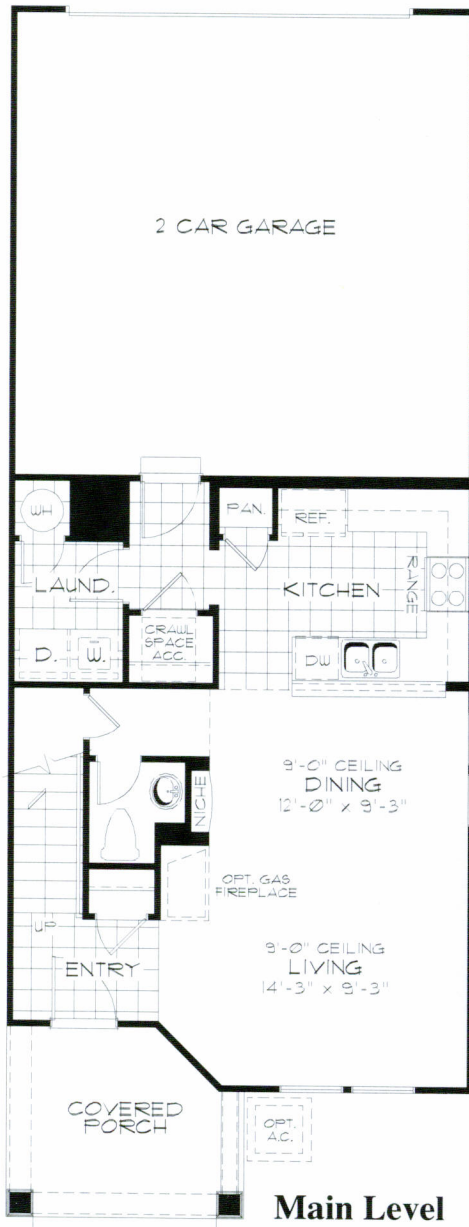 2 CAR GARAGE
WH
PAN.
REF.
LAUND.
KITCHEN
RANGE
CRAWL
SPACE
ACC.
D.
W.
DW
9'-0" CEILING
DINING
12'-0" x 9'-3"
NICHE
OPT. GAS
FIREPLACE
UP
ENTRY
9'-0" CEILING
LIVING
14'-3" x 9'-3"
COVERED
PORCH
OPT.
A.C.
Main Level